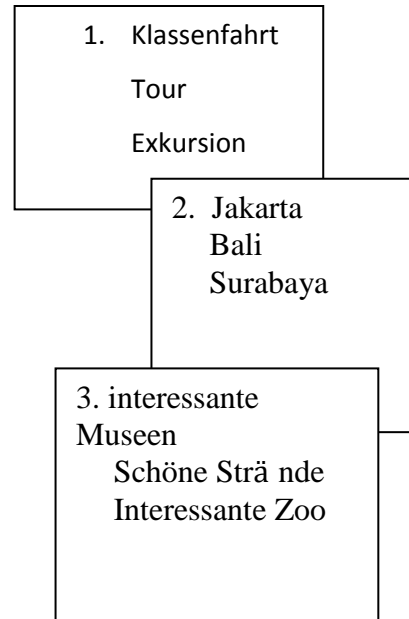 1. Klassenfahrt
Tour
Exkursion
2. Jakarta
Bali
Surabaya
3. interessante
Museen
Schöne Strä nde
Interessante Zoo